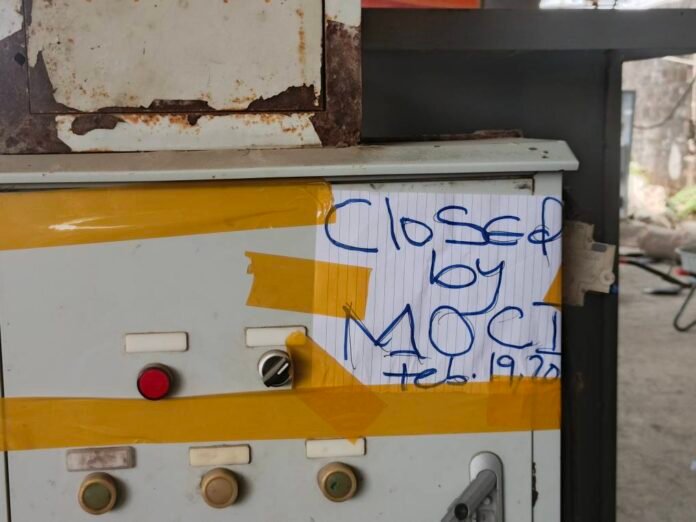 Closed
by
MOCI
Feb. 19, 20